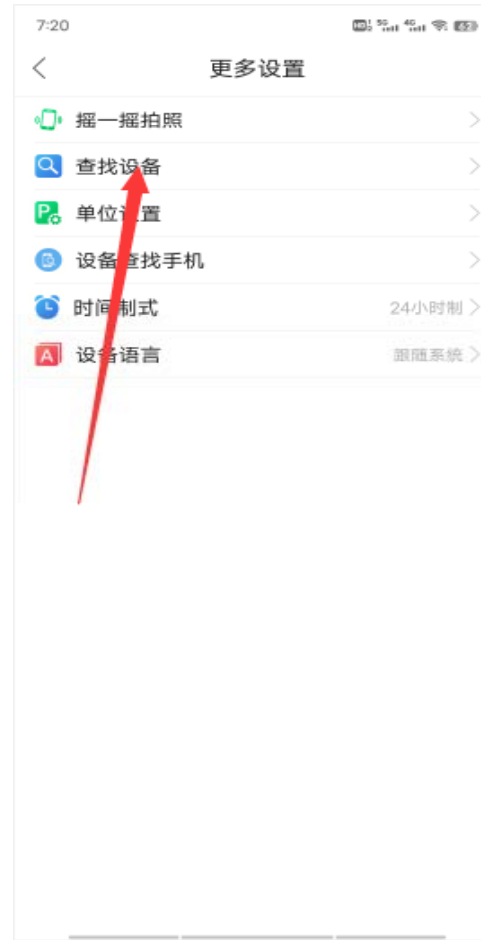 7:20
更多设置
摇一摇拍照
查找设备
单位设置
设备查找手机
时间制式 24小时制
设备语言 跟随系统